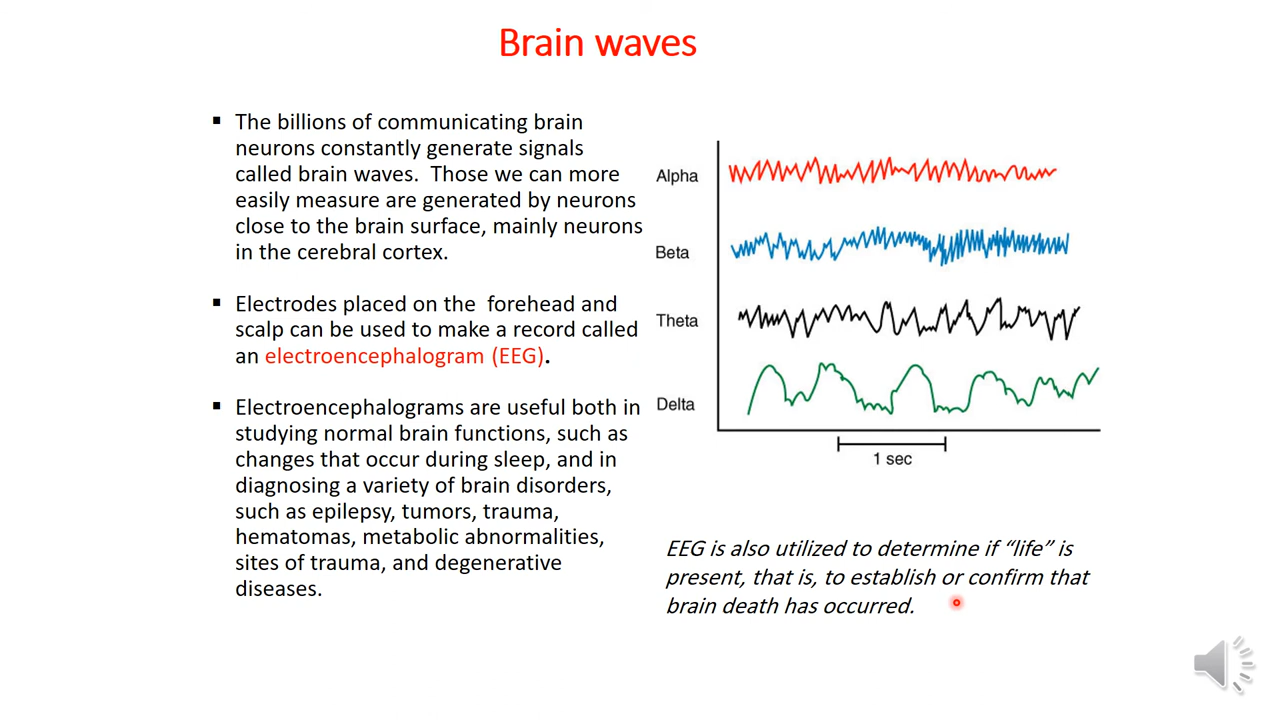 Brain waves
▪ The billions of communicating brain
neurons constantly generate signals
called brain waves. Those we can more
easily measure are generated by neurons
close to the brain surface, mainly neurons
in the cerebral cortex.
▪ Electrodes placed on the forehead and
scalp can be used to make a record called
an electroencephalogram (EEG).
▪ Electroencephalograms are useful both in
studying normal brain functions, such as
changes that occur during sleep, and in
diagnosing a variety of brain disorders,
such as epilepsy, tumors, trauma,
hematomas, metabolic abnormalities,
sites of trauma, and degenerative
diseases.
Alpha
Beta
Theta
Delta
1 sec
EEG is also utilized to determine if “life” is
present, that is, to establish or confirm that
brain death has occurred.